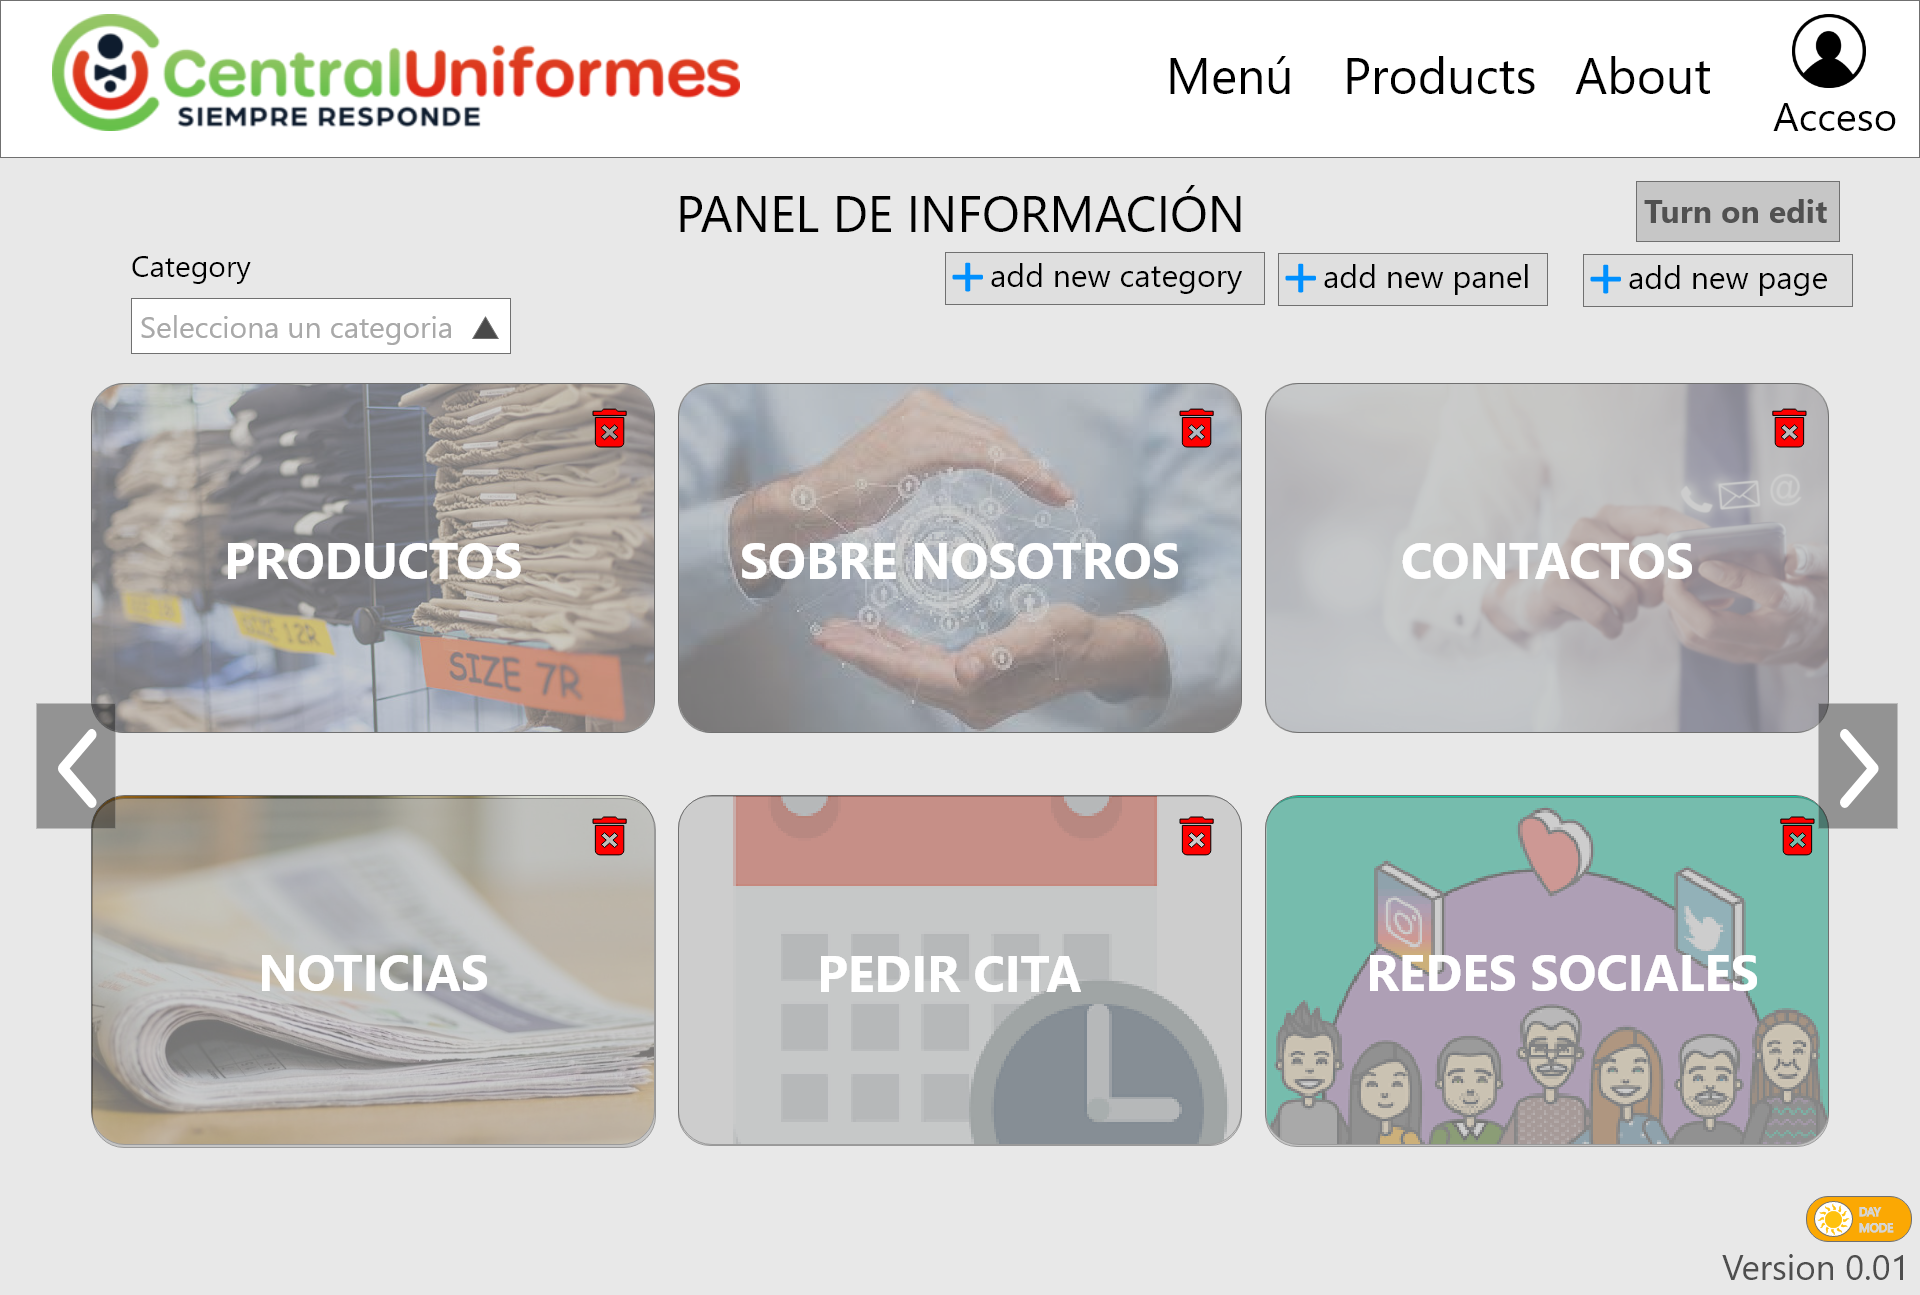 CentralUniformes
SIEMPRE RESPONDE
Menú
Products
About
Acceso
PANEL DE INFORMACIÓN
Turn on edit
Category
add new category
add new panel
add new page
Selecciona un categoria
PRODUCTOS
12R
SIZE 7R
SOBRE NOSOTROS
CONTACTOS
@
NOTICIAS
PEDIR CITA
REDES SOCIALES
DAY
MODE
Version 0.01